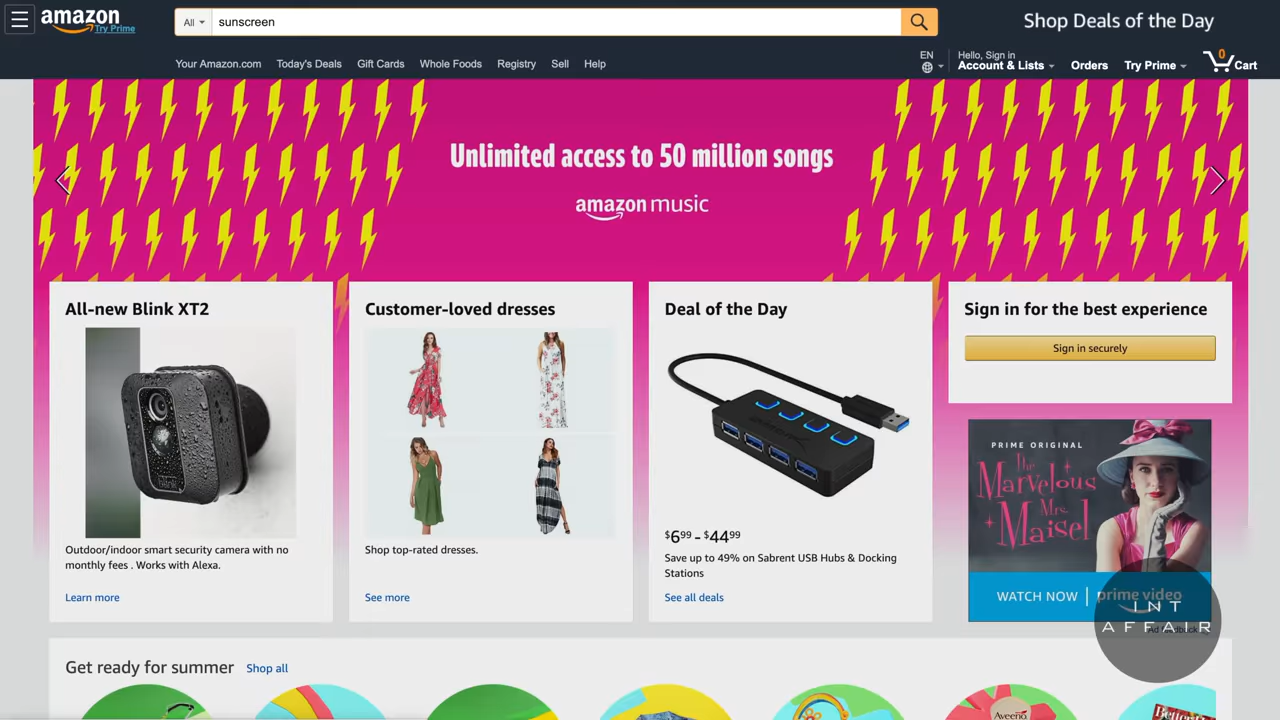 amazon
Try Prime
All
sunscreen
Shop Deals of the Day
Your Amazon.com
Today's Deals
Gift Cards
Whole Foods
Registry
Sell
Help
EN
Hello, Sign in
Account & Lists
Orders
Try Prime
0
Cart
Unlimited access to 50 million songs
amazon music
All-new Blink XT2
blink
Outdoor/indoor smart security camera with no
monthly fees . Works with Alexa.
Learn more
Customer-loved dresses
Shop top-rated dresses.
See more
Deal of the Day
$6 99 - $44 99
Save up to 49% on Sabrent USB Hubs & Docking
Stations
See all deals
Sign in for the best experience
Sign in securely
PRIME ORIGINAL
The
Marvelous
Mrs.
Maisel
WATCH NOW | prime video
INT
AFFAIR
Get ready for summer
Shop all
Aveeno